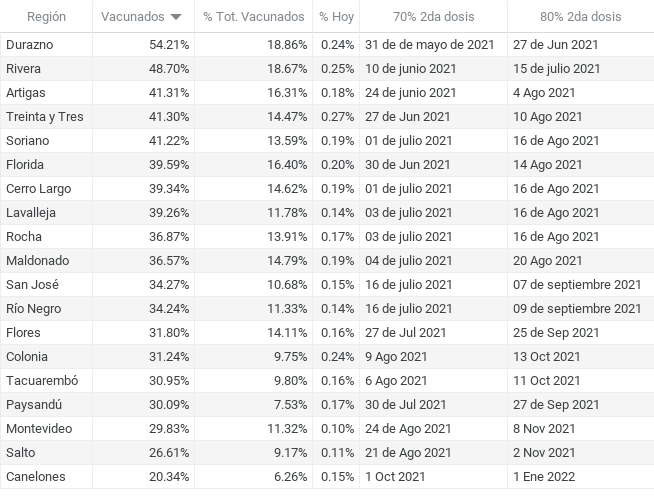 Región Vacunados % Tot. Vacunados % Hoy 70% 2da dosis 80% 2da dosis
Durazno 54.21% 18.86% 0.24% 31 de de mayo de 2021 27 de Jun 2021
Rivera 48.70% 18.67% 0.25% 10 de junio 2021 15 de julio 2021
Artigas 41.31% 16.31% 0.18% 24 de junio 2021 4 Ago 2021
Treinta y Tres 41.30% 14.47% 0.27% 27 de Jun 2021 10 Ago 2021
Soriano 41.22% 13.59% 0.19% 01 de julio 2021 16 de Ago 2021
Florida 39.59% 16.40% 0.20% 30 de Jun 2021 14 Ago 2021
Cerro Largo 39.34% 14.62% 0.19% 01 de julio 2021 16 de Ago 2021
Lavalleja 39.26% 11.78% 0.14% 03 de julio 2021 16 de Ago 2021
Rocha 36.87% 13.91% 0.17% 03 de julio 2021 16 de Ago 2021
Maldonado 36.57% 14.79% 0.19% 04 de julio 2021 20 Ago 2021
San José 34.27% 10.68% 0.15% 16 de julio 2021 07 de septiembre 2021
Río Negro 34.24% 11.33% 0.14% 16 de julio 2021 09 de septiembre 2021
Flores 31.80% 14.11% 0.16% 27 de Jul 2021 25 de Sep 2021
Colonia 31.24% 9.75% 0.24% 9 Ago 2021 13 Oct 2021
Tacuarembó 30.95% 9.80% 0.16% 6 Ago 2021 11 Oct 2021
Paysandú 30.09% 7.53% 0.17% 30 de Jul 2021 27 de Sep 2021
Montevideo 29.83% 11.32% 0.10% 24 de Ago 2021 8 Nov 2021
Salto 26.61% 9.17% 0.11% 21 de Ago 2021 2 Nov 2021
Canelones 20.34% 6.26% 0.15% 1 Oct 2021 1 Ene 2022